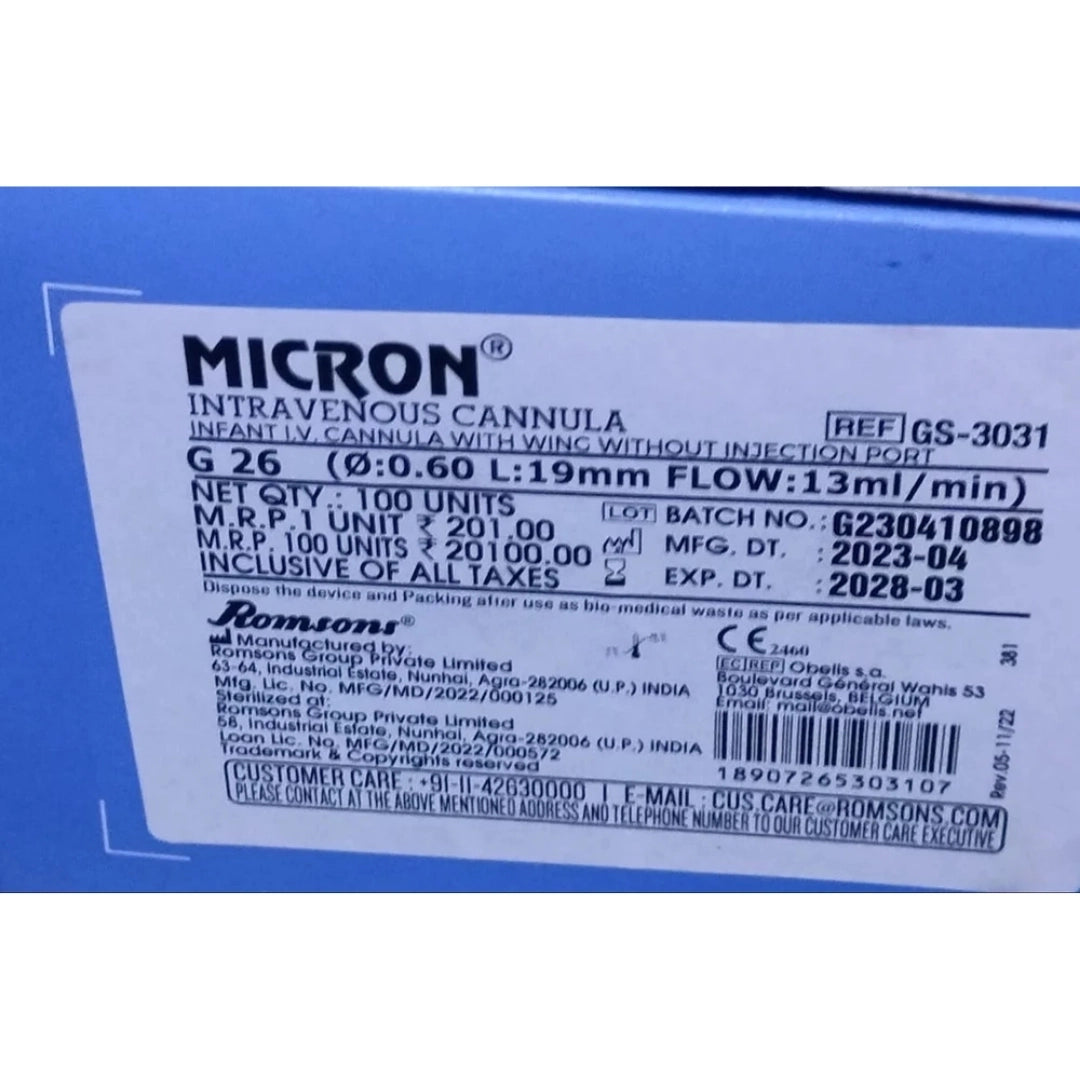 MICRON®
INTRAVENOUS CANNULA
REF GS-3031
INFANT I.V. CANNULA WITH WING WITHOUT INJECTION PORT
G 26 (Ø:0.60 L:19mm FLOW:13ml/min)
NET QTY.: 100 UNITS
M.R.P. 1 UNIT ₹ 201.00
M.R.P. 100 UNITS ₹ 20100.00
INCLUSIVE OF ALL TAXES
LOT BATCH NO.: G230410898
MFG. DT. : 2023-04
EXP. DT. : 2028-03
Dispose the device and Packing after use as bio-medical waste as per applicable laws.
Romsons®
Manufactured by:
Romsons Group Private Limited
63-64, Industrial Estate, Nunhai, Agra-282006 (U.P.) INDIA
Mfg. Lic. No. MFG/MD/2022/000125
Sterilized at:
Romsons Group Private Limited
58, Industrial Estate, Nunhai, Agra-282006 (U.P.) INDIA
Loan Lic. No. MFG/MD/2022/000572
Trademark & Copyrights reserved
CE 2460
EC REP Obelis s.a.
Boulevard Général Wahis 53
1030 Brussels, BELGIUM
Email: mail@obelis.net
18907265303107
381
Rev 05-11/22
CUSTOMER CARE : +91-11-42630000 | E-MAIL : CUS.CARE@ROMSONS.COM
PLEASE CONTACT AT THE ABOVE MENTIONED ADDRESS AND TELEPHONE NUMBER TO OUR CUSTOMER CARE EXECUTIVE